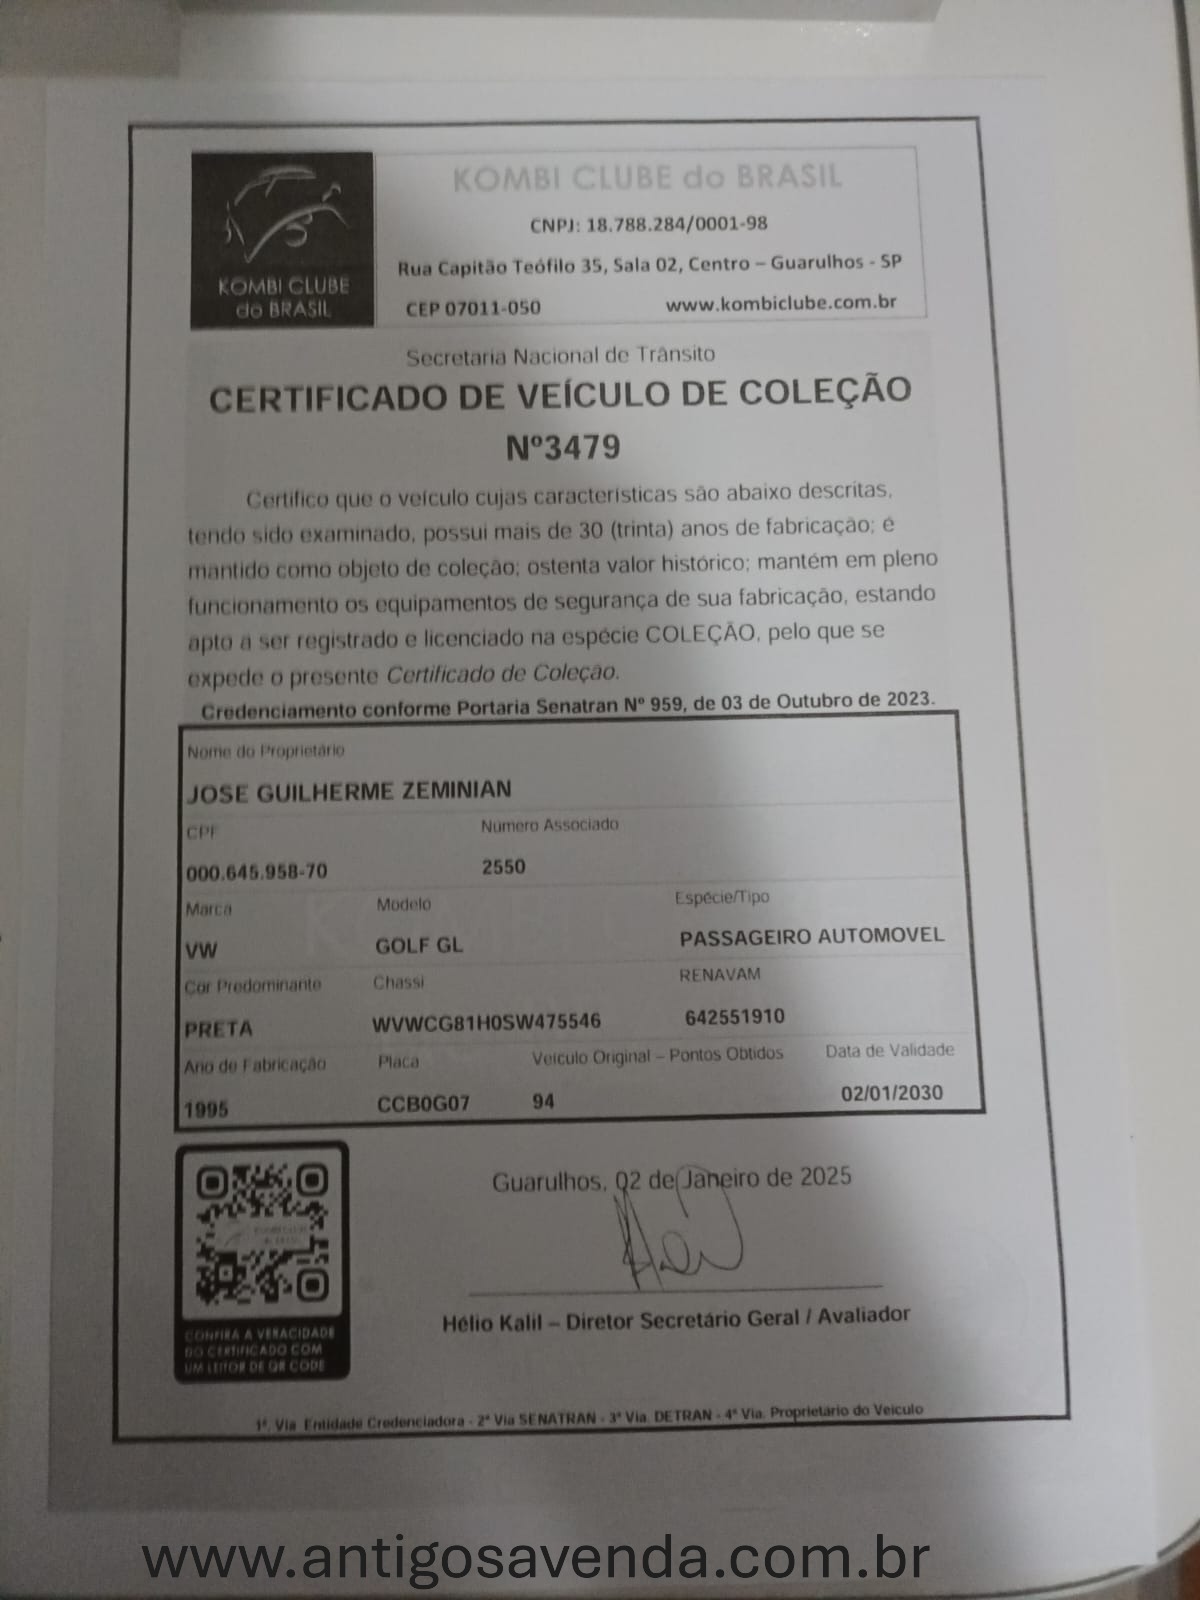 KOMBI CLUBE
do BRASIL
KOMBI CLUBE do BRASIL
CNPJ: 18.788.284/0001-98
Rua Capitão Teófilo 35, Sala 02, Centro – Guarulhos - SP
CEP 07011-050 www.kombiclube.com.br
Secretaria Nacional de Trânsito
CERTIFICADO DE VEÍCULO DE COLEÇÃO
Nº3479
Certifico que o veículo cujas características são abaixo descritas,
tendo sido examinado, possui mais de 30 (trinta) anos de fabricação; é
mantido como objeto de coleção; ostenta valor histórico; mantém em pleno
funcionamento os equipamentos de segurança de sua fabricação, estando
apto a ser registrado e licenciado na espécie COLEÇÃO, pelo que se
expede o presente Certificado de Coleção.
Credenciamento conforme Portaria Senatran Nº 959, de 03 de Outubro de 2023.
Nome do Proprietário
JOSE GUILHERME ZEMINIAN
CPF Número Associado
000.645.958-70 2550
Marca Modelo Espécie/Tipo
VW GOLF GL PASSAGEIRO AUTOMOVEL
Cor Predominante Chassi RENAVAM
PRETA WVWCG81H0SW475546 642551910
Ano de Fabricação Placa Veículo Original – Pontos Obtidos Data de Validade
1995 CCB0G07 94 02/01/2030
Guarulhos, 02 de Janeiro de 2025
Hélio Kalil – Diretor Secretário Geral / Avaliador
CONFIRA A VERACIDADE
DO CERTIFICADO COM
UM LEITOR DE QR CODE
1ª. Via Entidade Credenciadora - 2ª Via SENATRAN - 3ª Via. DETRAN - 4ª Via. Proprietário do Veículo
www.antigosavenda.com.br